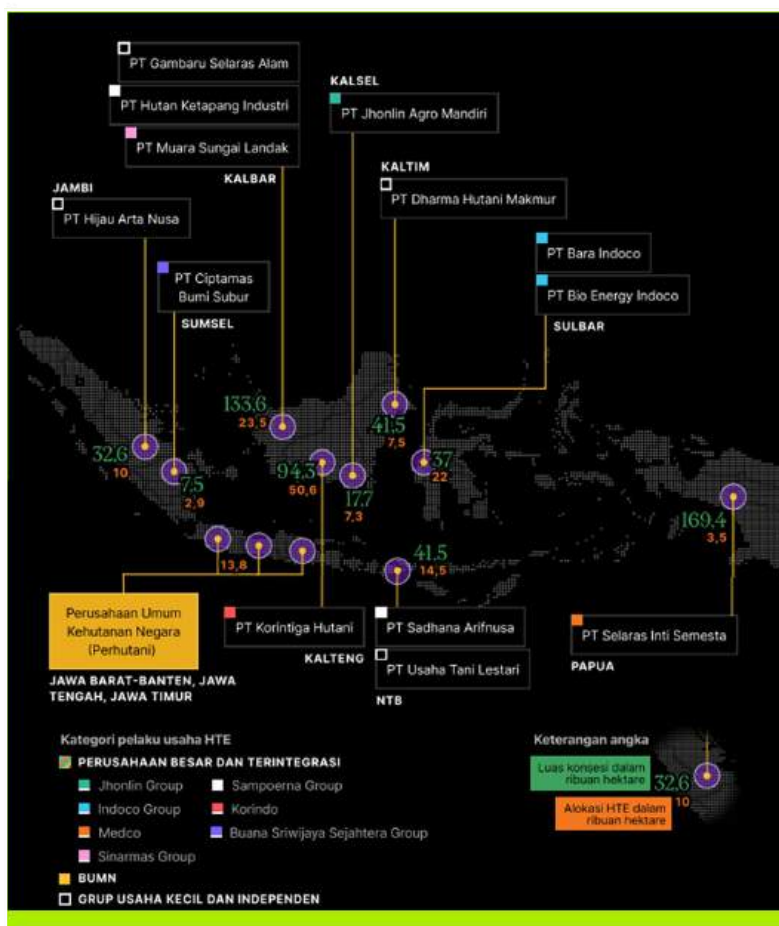 PT Gambaru Selaras Alam
PT Hutan Ketapang Industri
PT Muara Sungai Landak
KALBAR
KALSEL
PT Jhonlin Agro Mandiri
KALTIM
PT Dharma Hutani Makmur
JAMBI
PT Hijau Arta Nusa
PT Ciptamas
Bumi Subur
SUMSEL
PT Bara Indoco
PT Bio Energy Indoco
SULBAR
133,6
23,5
41,5
7,5
32,6
10
7,5
2,9
94,3
50,6
17,7
7,3
37
22
169,4
3,5
13,8
41,5
14,5
Perusahaan Umum
Kehutanan Negara
(Perhutani)
JAWA BARAT-BANTEN, JAWA
TENGAH, JAWA TIMUR
PT Korintiga Hutani
KALTENG
PT Sadhana Arifnusa
PT Usaha Tani Lestari
NTB
PT Selaras Inti Semesta
PAPUA
Kategori pelaku usaha HTE
PERUSAHAAN BESAR DAN TERINTEGRASI
Jhonlin Group
Sampoerna Group
Indoco Group
Korindo
Medco
Buana Sriwijaya Sejahtera Group
Sinarmas Group
BUMN
GRUP USAHA KECIL DAN INDEPENDEN
Keterangan angka
Luas konsesi dalam
ribuan hektare
32,6
10
Alokasi HTE dalam
ribuan hektare